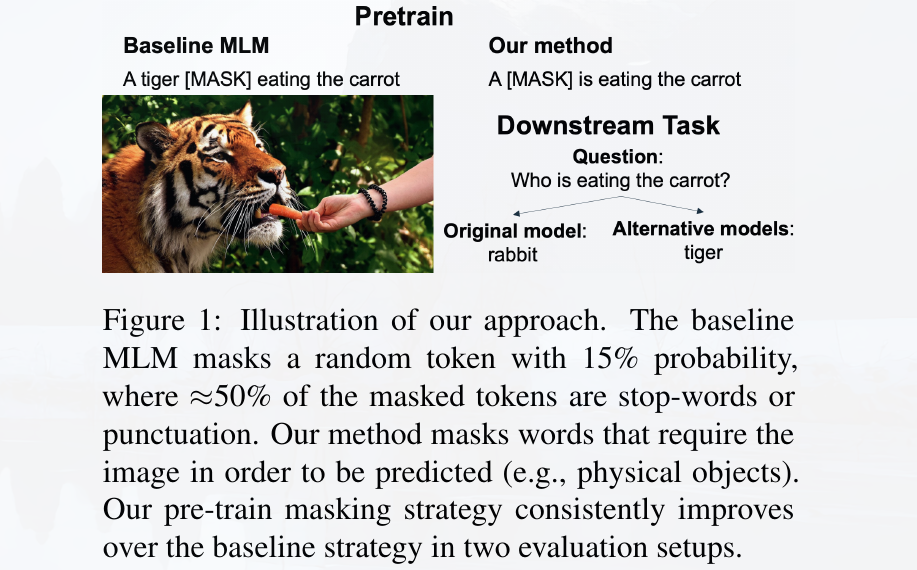 Pretrain
Baseline MLM
A tiger [MASK] eating the carrot
Our method
A [MASK] is eating the carrot
Downstream Task
Question:
Who is eating the carrot?
Original model:
rabbit
Alternative models:
tiger
Figure 1: Illustration of our approach. The baseline
MLM masks a random token with 15% probability,
where ≈50% of the masked tokens are stop-words or
punctuation. Our method masks words that require the
image in order to be predicted (e.g., physical objects).
Our pre-train masking strategy consistently improves
over the baseline strategy in two evaluation setups.